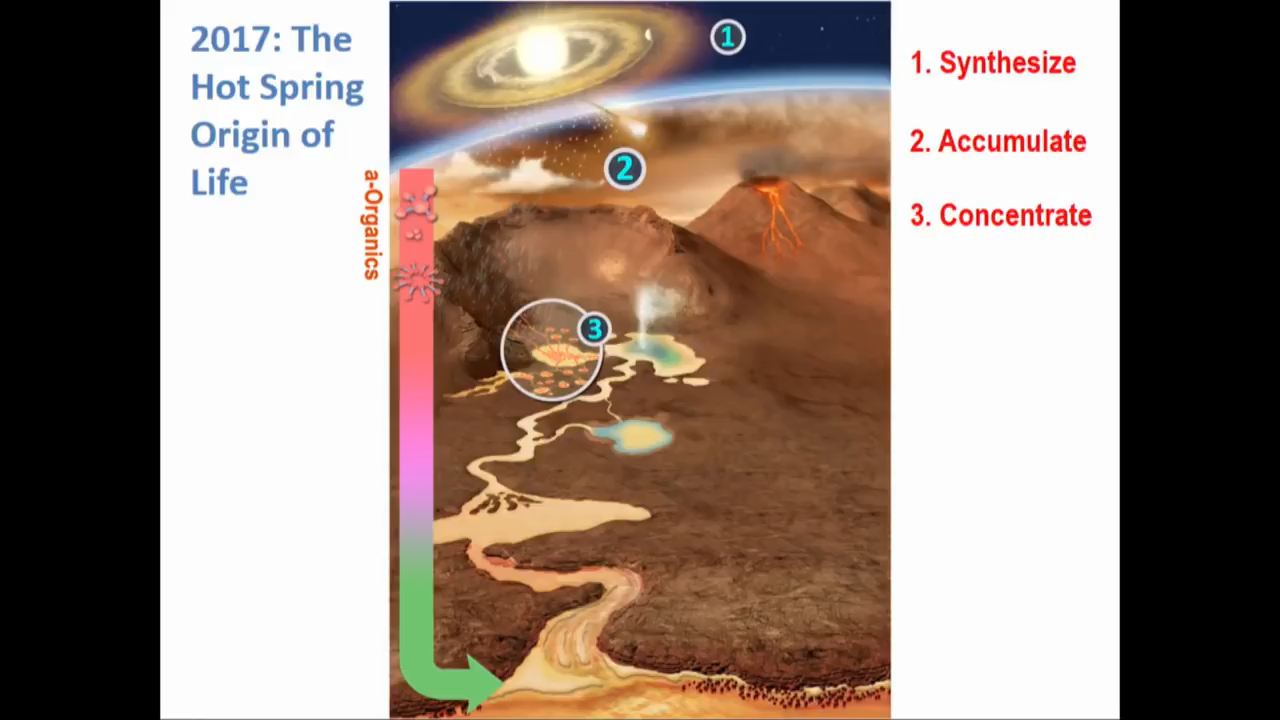 2017: The
Hot Spring
Origin of
Life
a-Organics
1
2
3
1. Synthesize
2. Accumulate
3. Concentrate